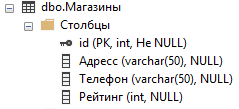 dbo.Магазины
Столбцы
id (PK, int, Не NULL)
Адресс (varchar(50), NULL)
Телефон (varchar(50), NULL)
Рейтинг (int, NULL)